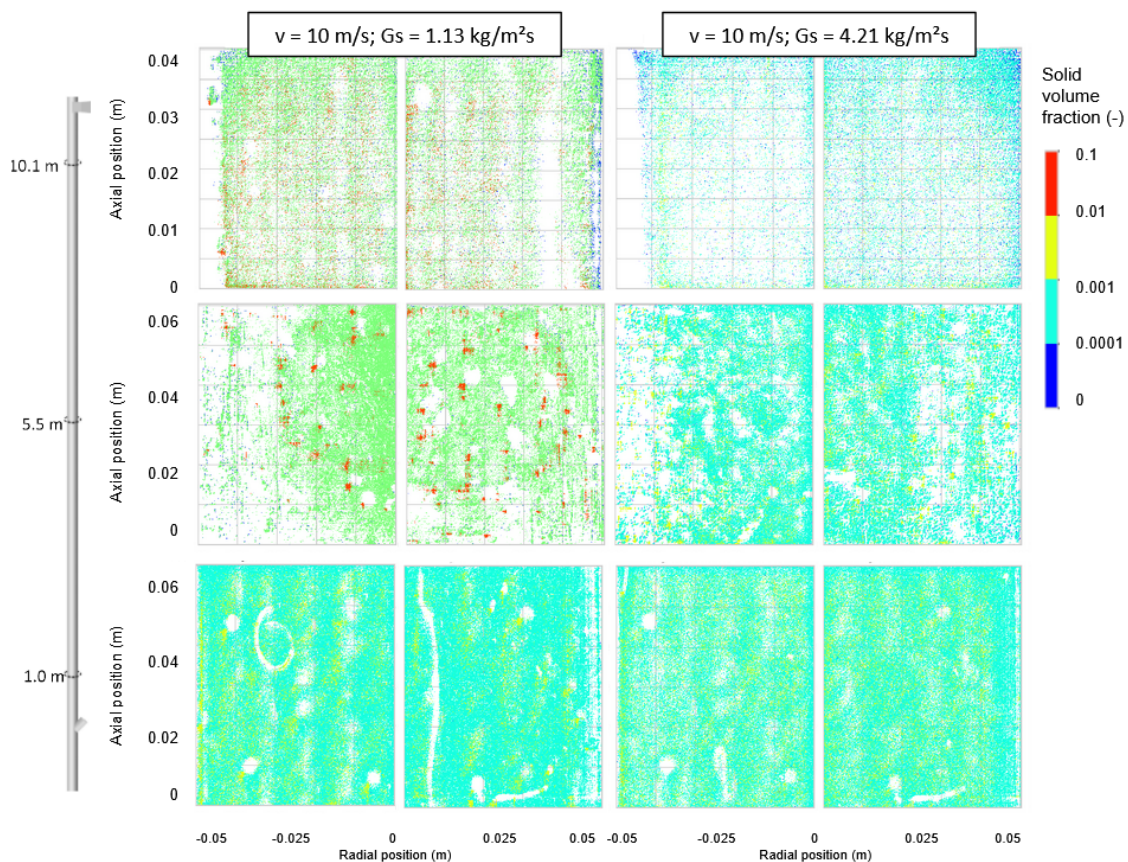 v = 10 m/s; Gs = 1.13 kg/m²s
v = 10 m/s; Gs = 4.21 kg/m²s
Solid
volume
fraction (-)
0.1
0.01
0.001
0.0001
0
10.1 m
5.5 m
1.0 m
Axial position (m)
0.04
0.03
0.02
0.01
0
Axial position (m)
0.06
0.04
0.02
0
Axial position (m)
0.06
0.04
0.02
0
-0.05 -0.025 0 0.025 0.05 -0.05 -0.025 0 0.025 0.05
Radial position (m) Radial position (m)